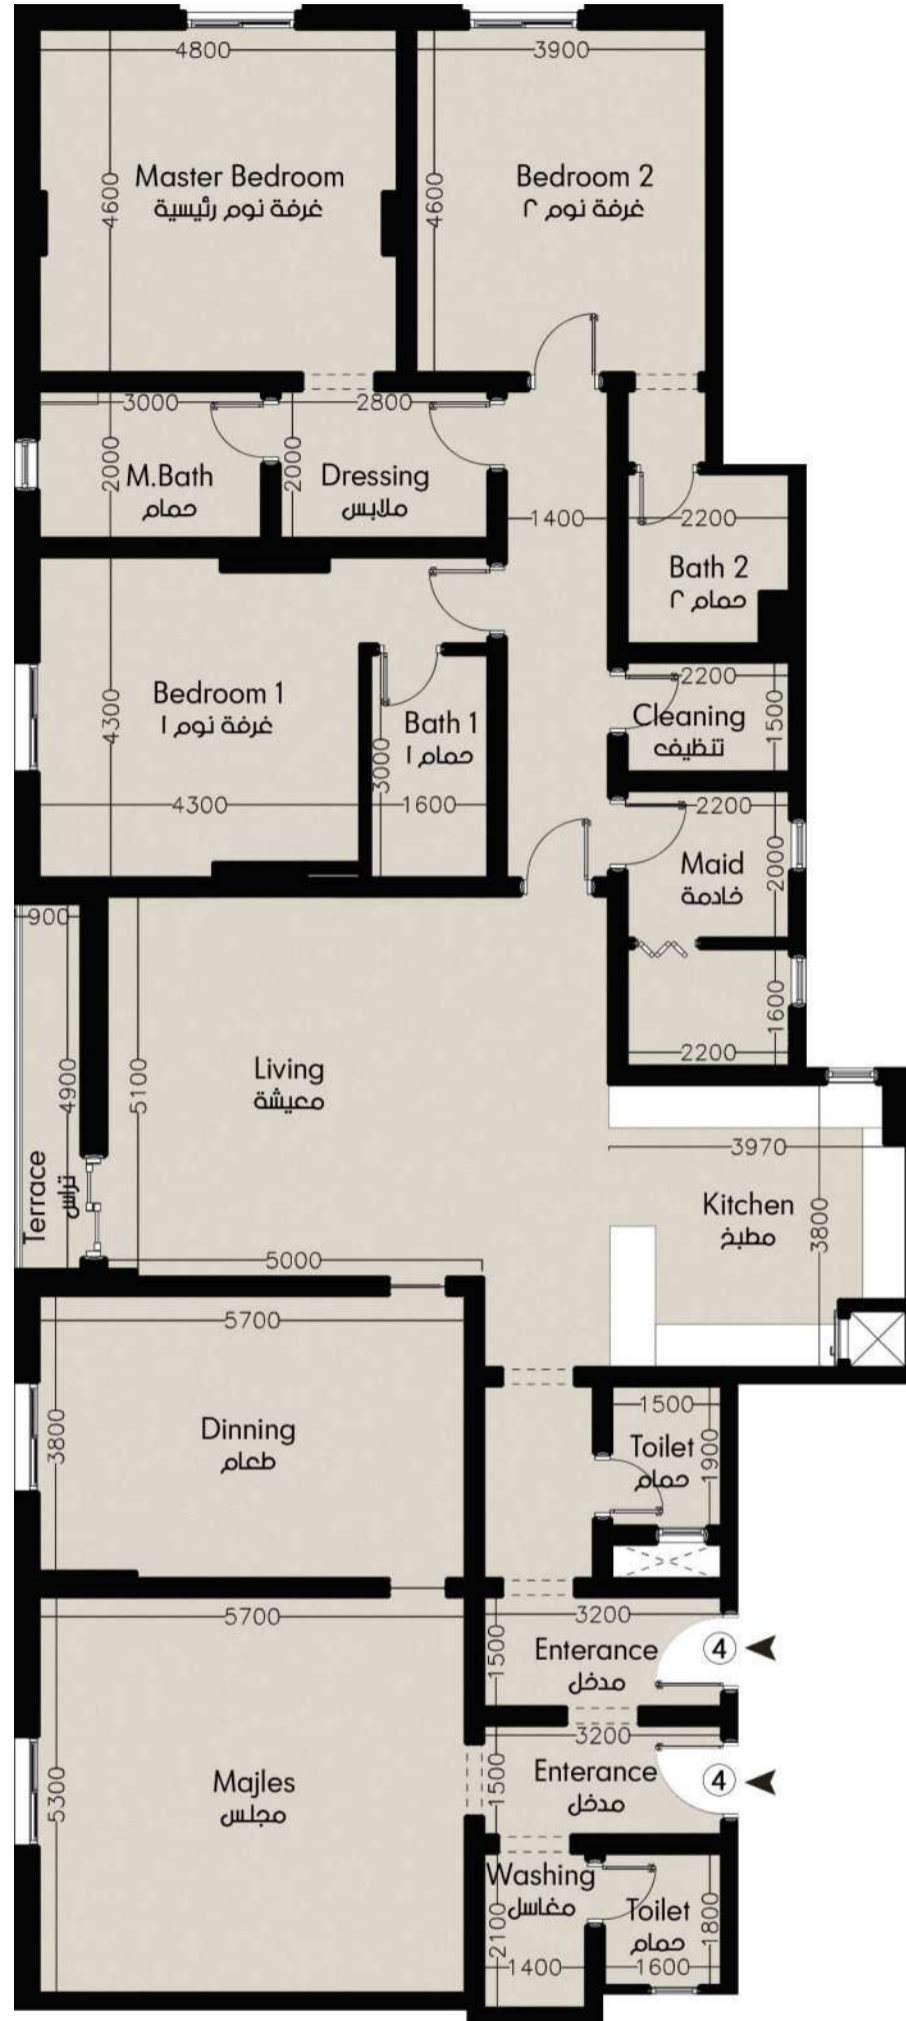 4800
3900
4600
Master Bedroom
غرفة نوم رئيسية
4600
Bedroom 2
غرفة نوم ٢
3000
2000
M.Bath
حمام
2800
2000
Dressing
ملابس
1400
2200
Bath 2
حمام ٢
4300
Bedroom 1
غرفة نوم ١
4300
Bath 1
حمام ١
3000
1600
2200
Cleaning
تنظيف
1500
2200
Maid
خادمة
2000
1600
2200
900
4900
Terrace
تراس
5100
Living
معيشة
5000
3970
Kitchen
مطبخ
3800
5700
3800
Dinning
طعام
1500
Toilet
حمام
1900
5700
5300
Majles
مجلس
3200
1500
Enterance
مدخل
4
3200
1500
Enterance
مدخل
4
Washing
مغاسل
2100
1400
Toilet
حمام
1800
1600